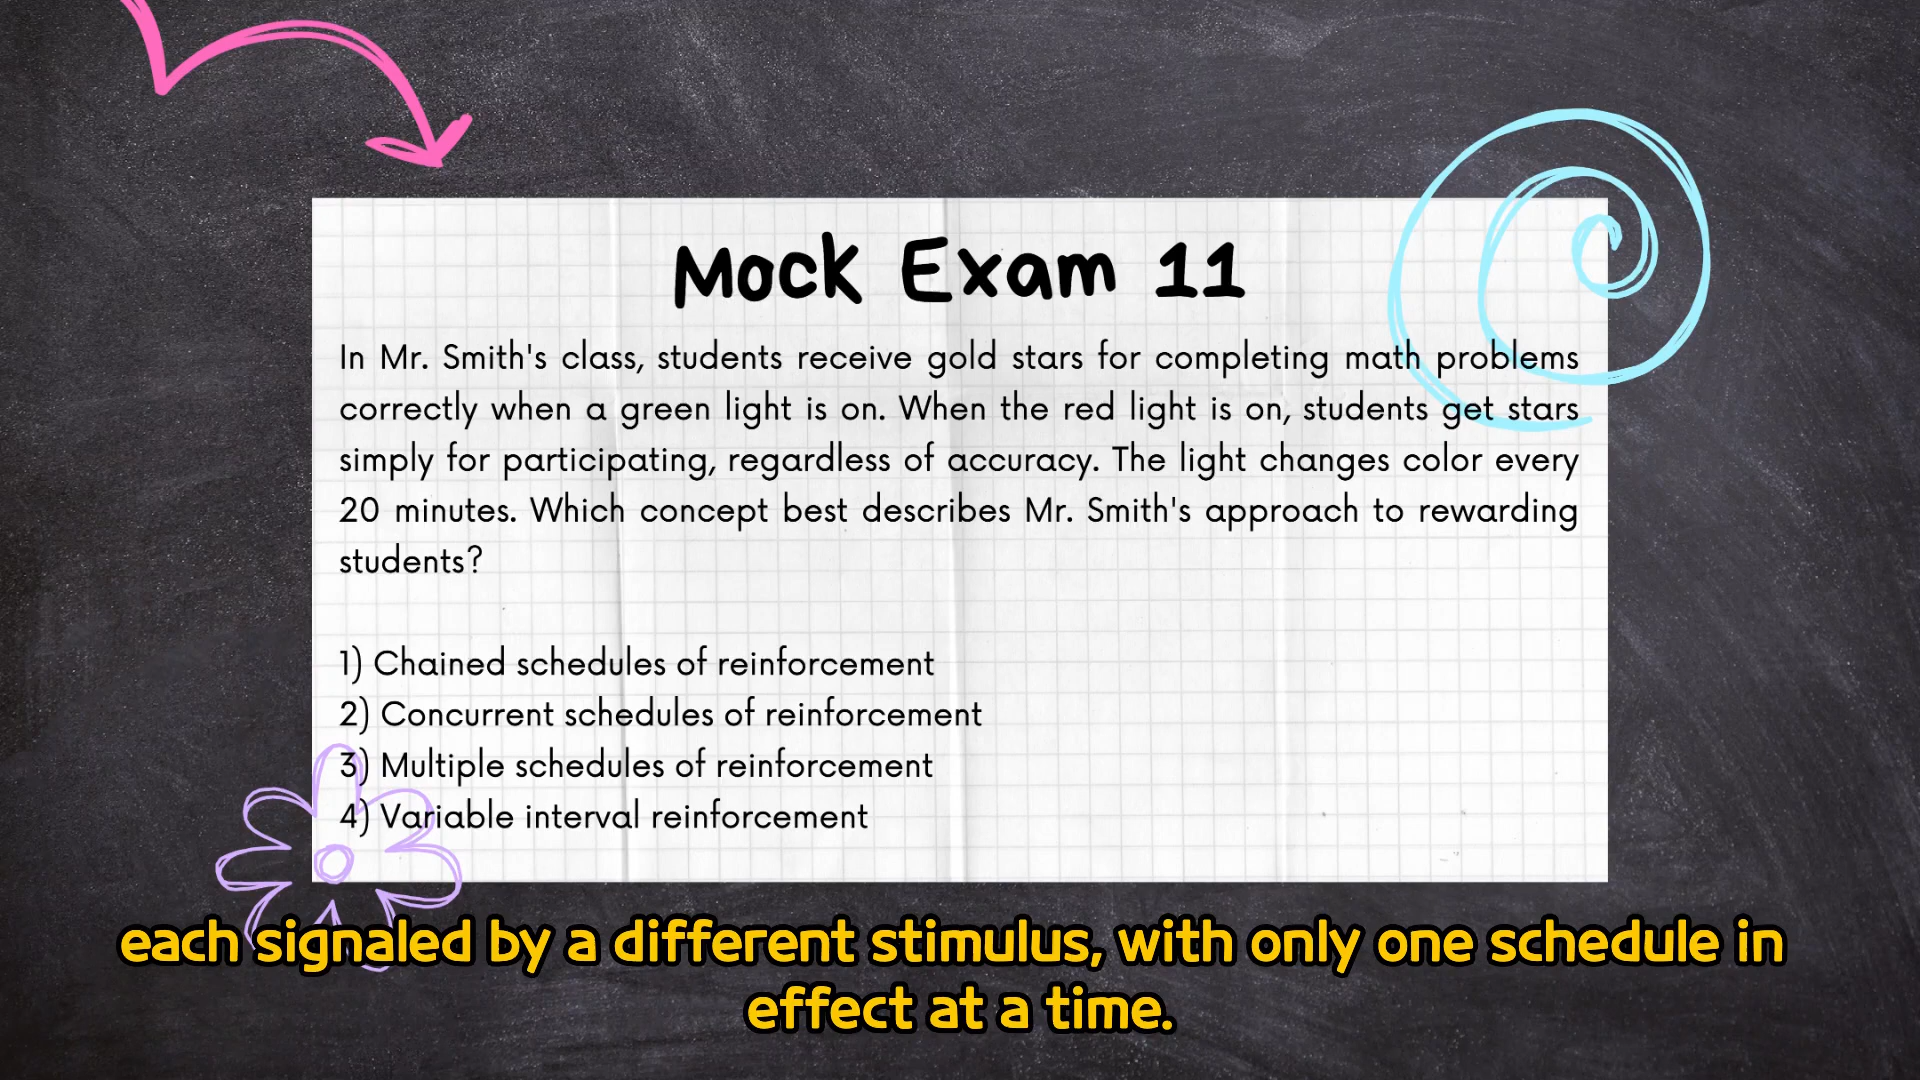 Mock Exam 11
In Mr. Smith's class, students receive gold stars for completing math problems
correctly when a green light is on. When the red light is on, students get stars
simply for participating, regardless of accuracy. The light changes color every
20 minutes. Which concept best describes Mr. Smith's approach to rewarding
students?
1) Chained schedules of reinforcement
2) Concurrent schedules of reinforcement
3) Multiple schedules of reinforcement
4) Variable interval reinforcement
each signaled by a different stimulus, with only one schedule in
effect at a time.